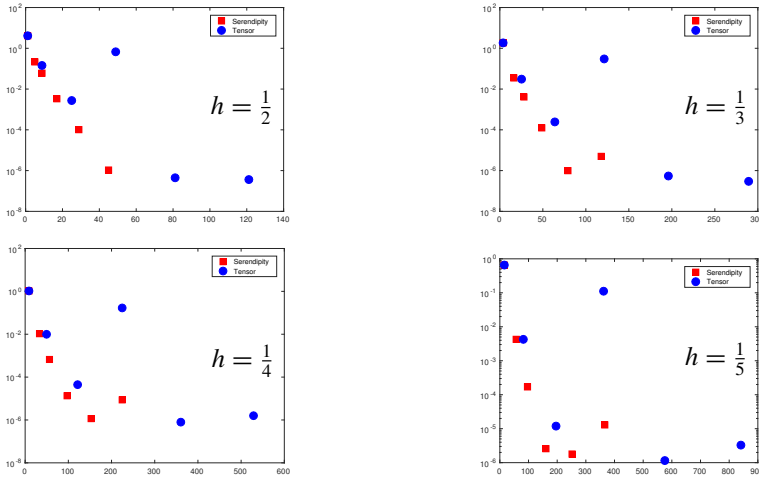 10^2
10^0
10^-2
10^-4
10^-6
10^-8
0 20 40 60 80 100 120 140
Serendipity
Tensor
h = 1/2
10^2
10^0
10^-2
10^-4
10^-6
10^-8
0 50 100 150 200 250 30
Serendipity
Tensor
h = 1/3
10^2
10^0
10^-2
10^-4
10^-6
10^-8
0 100 200 300 400 500 600
Serendipity
Tensor
h = 1/4
10^0
10^-1
10^-2
10^-3
10^-4
10^-5
10^-6
0 100 200 300 400 500 600 700 800 900
Serendipity
Tensor
h = 1/5